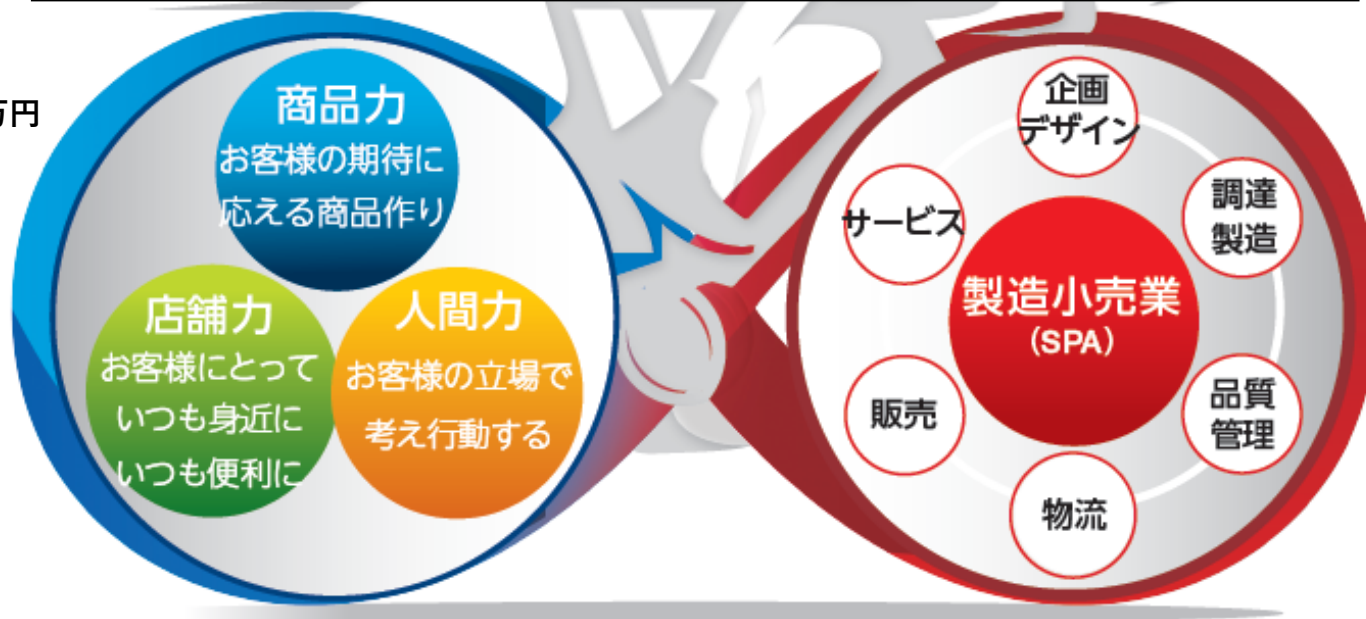 万円
商品力
お客様の期待に
応える商品作り
店舗力
お客様にとって
いつも身近に
いつも便利に
人間力
お客様の立場で
考え行動する
企画
デザイン
調達
製造
品質
管理
物流
販売
サービス
製造小売業
(SPA)